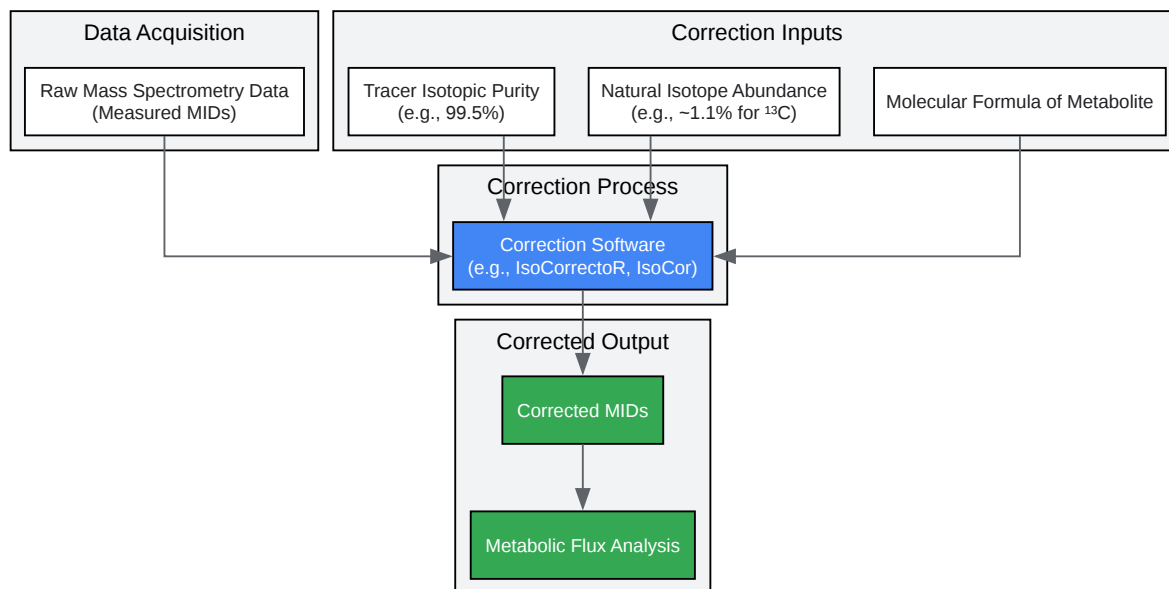 Data Acquisition
Raw Mass Spectrometry Data
(Measured MIDs)
Correction Inputs
Tracer Isotopic Purity
(e.g., 99.5%)
Natural Isotope Abundance
(e.g., ~1.1% for ¹³C)
Molecular Formula of Metabolite
Correction Process
Correction Software
(e.g., IsoCorrectoR, IsoCor)
Corrected Output
Corrected MIDs
Metabolic Flux Analysis